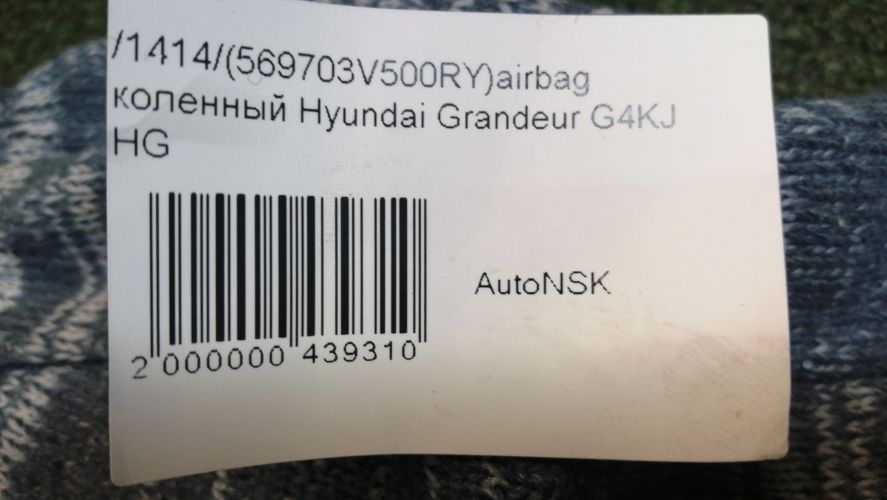 /1414/(569703V500RY)airbag
коленный Hyundai Grandeur G4KJ
HG
AutoNSK
2 000000 439310